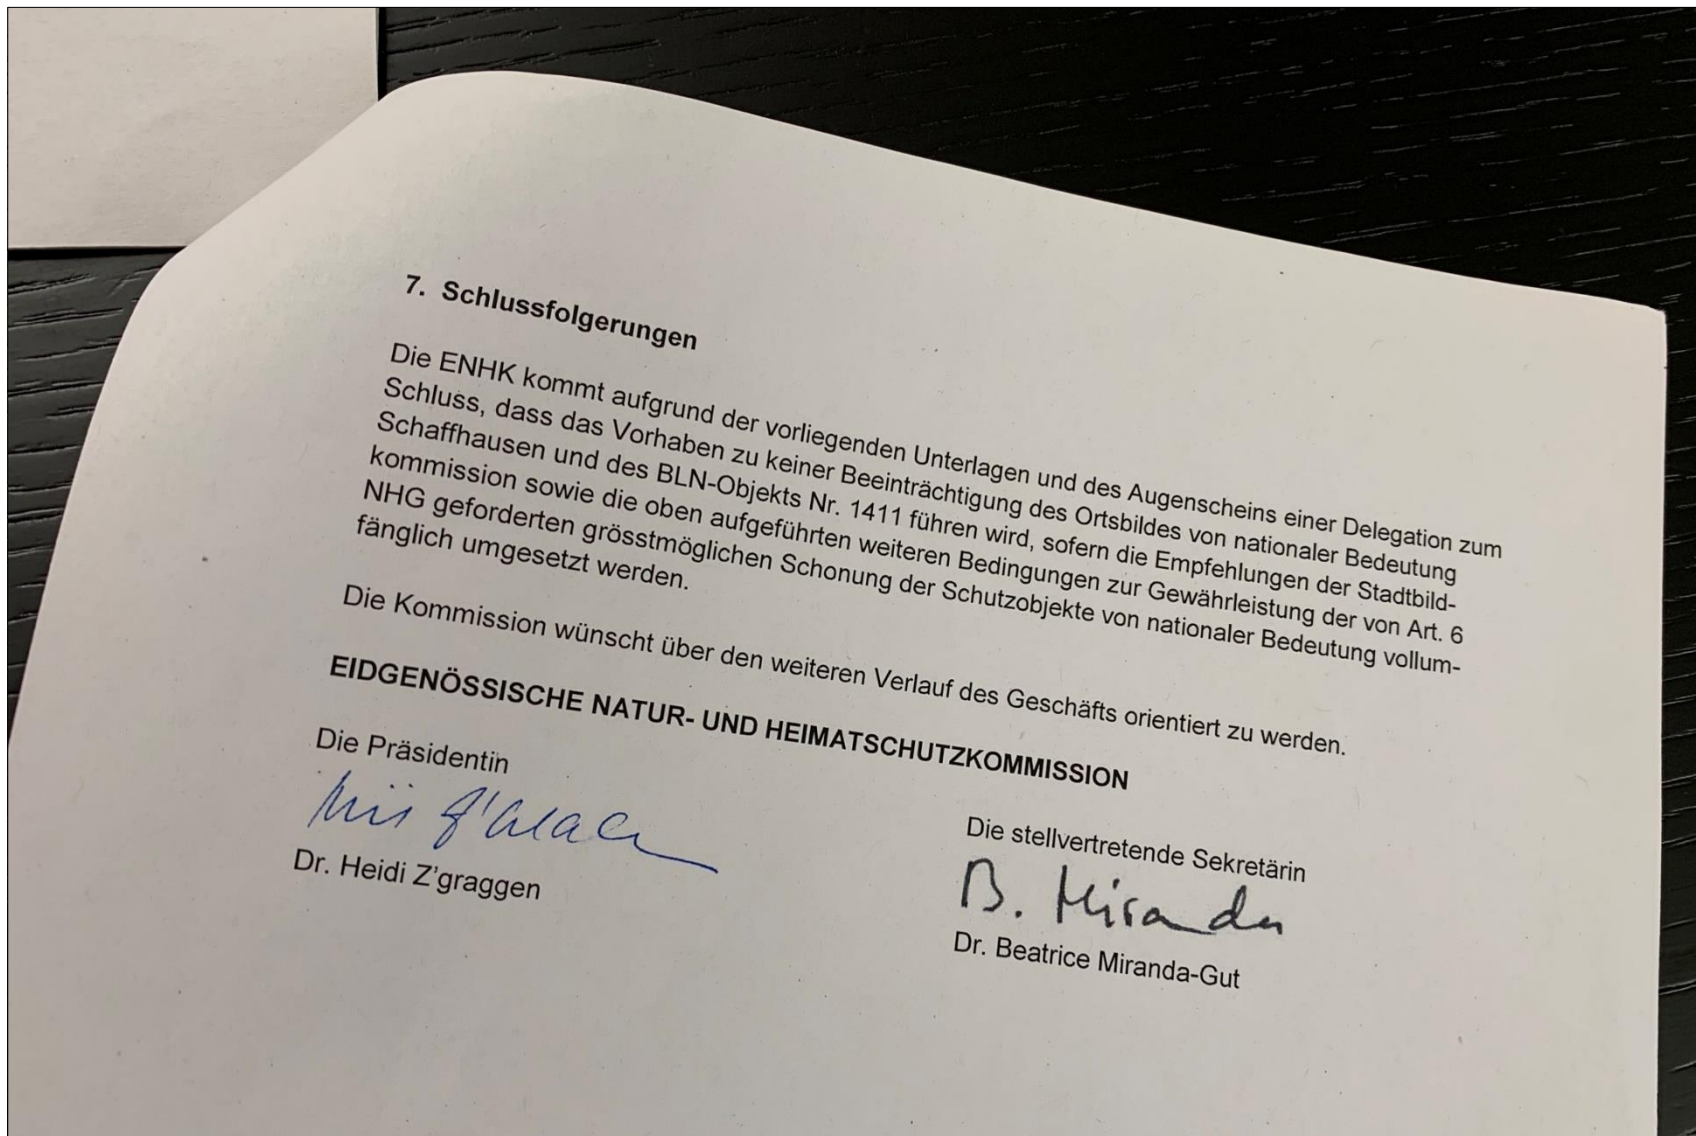 7. Schlussfolgerungen
Die ENHK kommt aufgrund der vorliegenden Unterlagen und des Augenscheins einer Delegation zum
Schluss, dass das Vorhaben zu keiner Beeinträchtigung des Ortsbildes von nationaler Bedeutung
Schaffhausen und des BLN-Objekts Nr. 1411 führen wird, sofern die Empfehlungen der Stadtbild-
kommission sowie die oben aufgeführten weiteren Bedingungen zur Gewährleistung der von Art. 6
NHG geforderten grösstmöglichen Schonung der Schutzobjekte von nationaler Bedeutung vollum-
fänglich umgesetzt werden.
Die Kommission wünscht über den weiteren Verlauf des Geschäfts orientiert zu werden.
EIDGENÖSSISCHE NATUR- UND HEIMATSCHUTZKOMMISSION
Die Präsidentin
Dr. Heidi Z'graggen
Die stellvertretende Sekretärin
B. Miranda
Dr. Beatrice Miranda-Gut